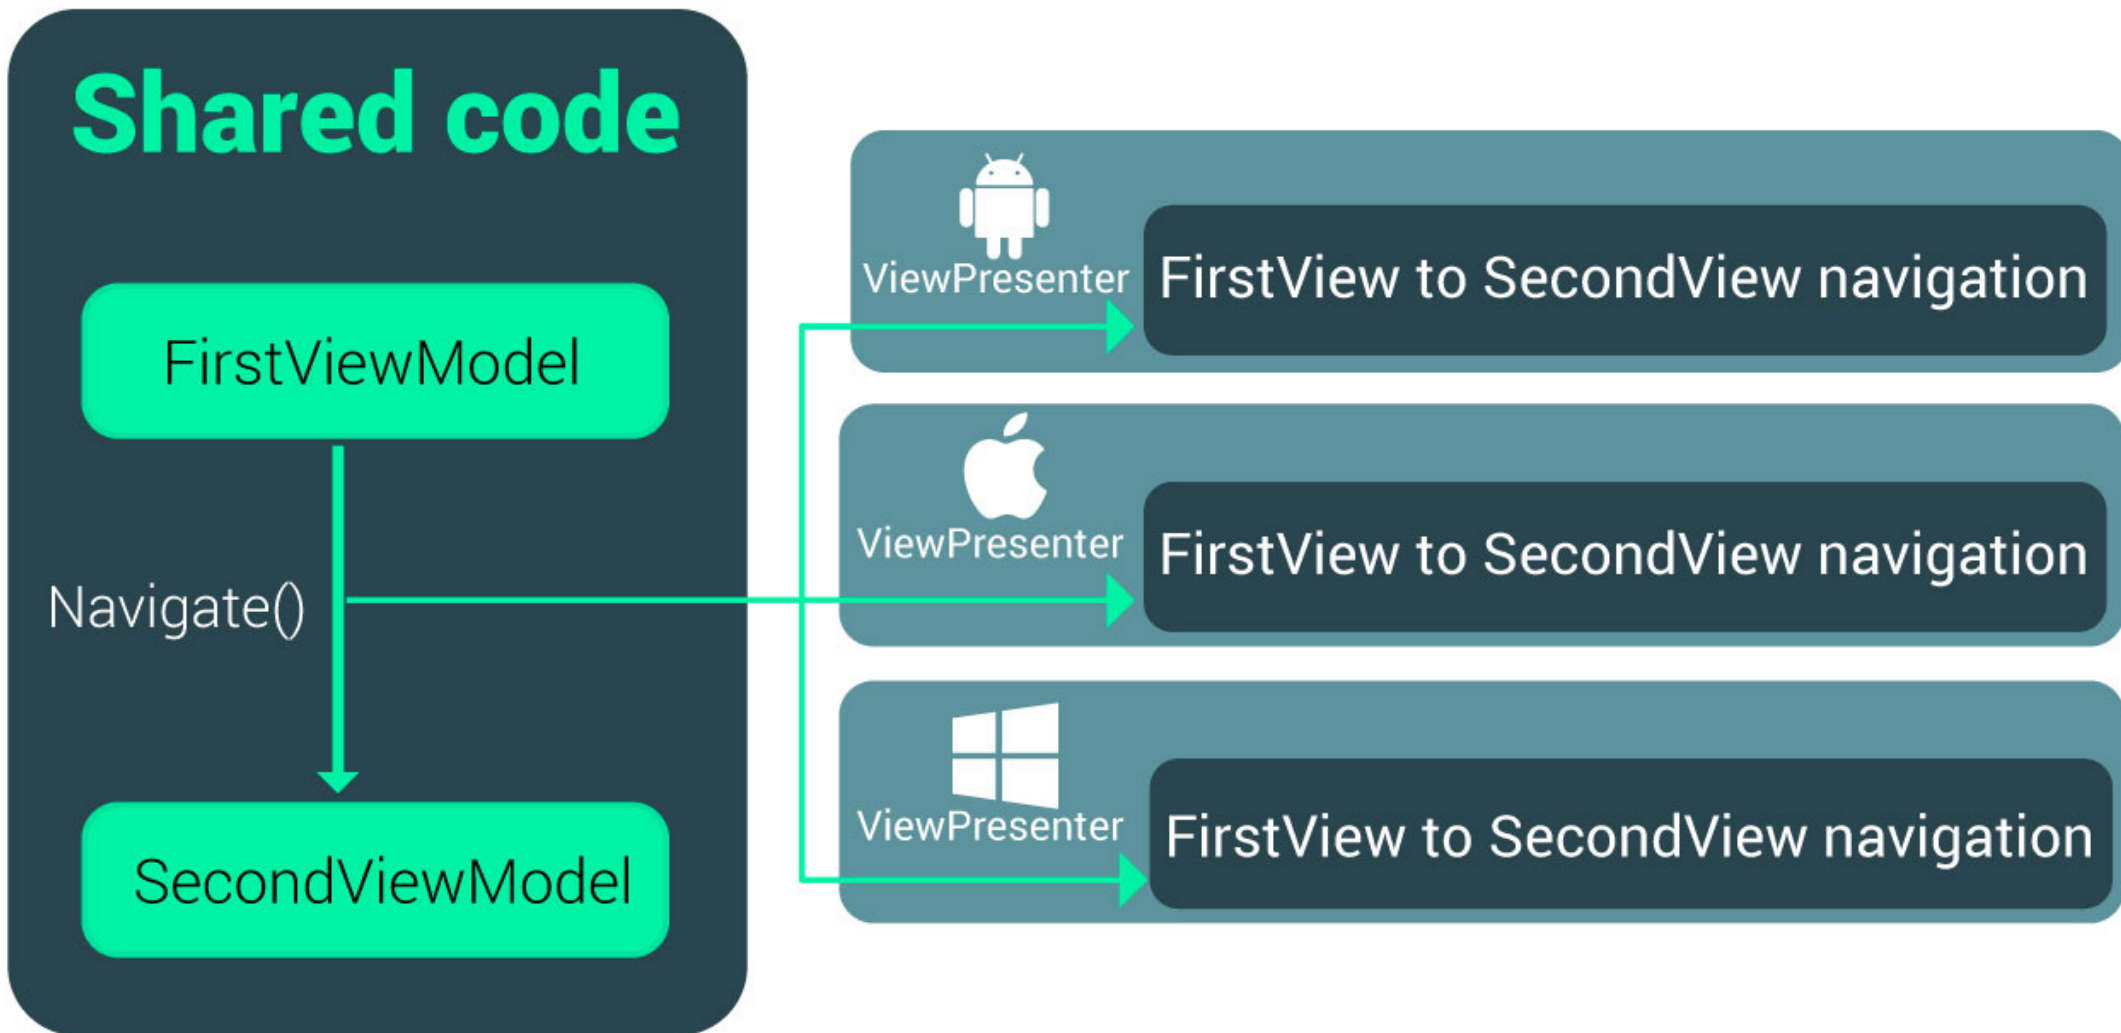 Shared code
FirstViewModel
Navigate()
SecondViewModel
ViewPresenter
FirstView to SecondView navigation
ViewPresenter
FirstView to SecondView navigation
ViewPresenter
FirstView to SecondView navigation